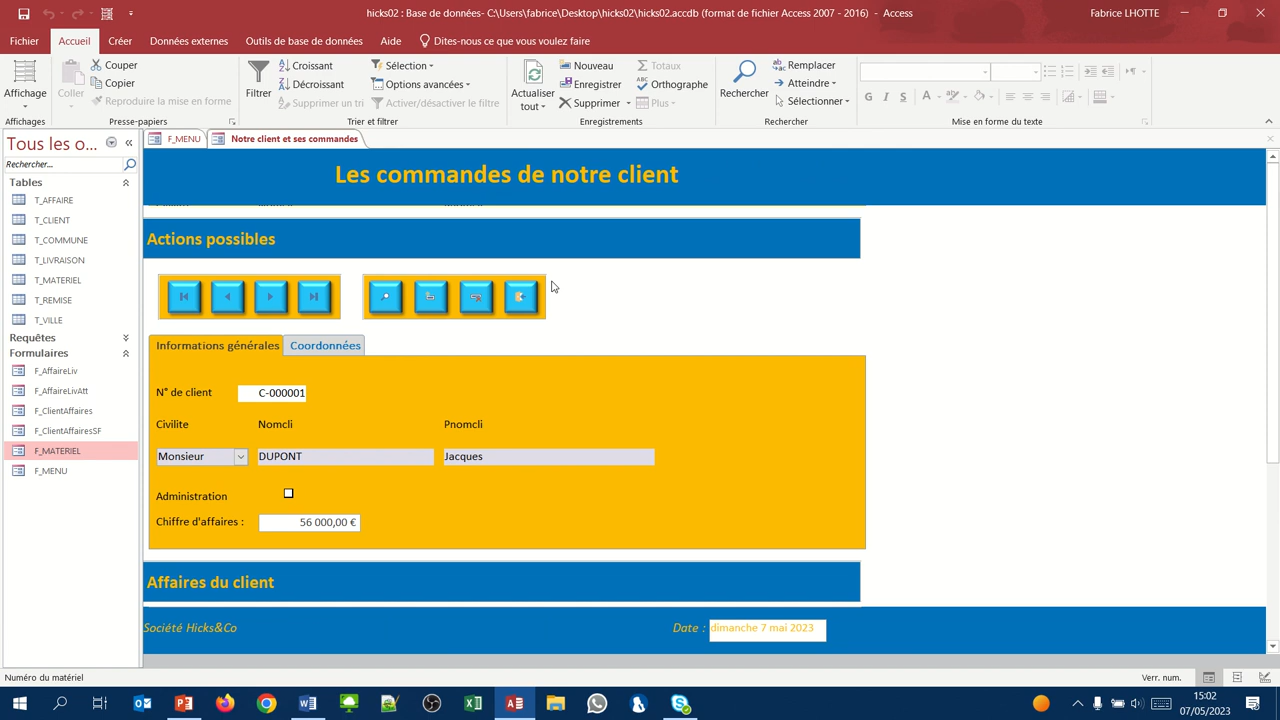 hicks02 : Base de données- C:\Users\fabrice\Desktop\hicks02\hicks02.accdb (format de fichier Access 2007 - 2016) - Access
Fabrice LHOTTE
Fichier Accueil Créer Données externes Outils de base de données Aide Dites-nous ce que vous voulez faire
Affichage
Coller
Couper
Copier
Reproduire la mise en forme
Filtrer
Croissant
Décroissant
Supprimer un tri
Sélection
Options avancées
Activer/désactiver le filtre
Actualiser
tout
Nouveau
Enregistrer
Supprimer
Totaux
Orthographe
Plus
Rechercher
Remplacer
Atteindre
Sélectionner
G I S A
Affichages Presse-papiers Trier et filtrer Enregistrements Rechercher Mise en forme du texte
Tous les o...
Rechercher...
Tables
T_AFFAIRE
T_CLIENT
T_COMMUNE
T_LIVRAISON
T_MATERIEL
T_REMISE
T_VILLE
Requêtes
Formulaires
F_AffaireLiv
F_AffaireLivAtt
F_ClientAffaires
F_ClientAffairesSF
F_MATERIEL
F_MENU
F_MENU Notre client et ses commandes
Les commandes de notre client
Actions possibles
Informations générales Coordonnées
N° de client C-000001
Civilite Nomcli Pnomcli
Monsieur DUPONT Jacques
Administration
Chiffre d'affaires : 56 000,00 €
Affaires du client
Société Hicks&Co Date : dimanche 7 mai 2023
Numéro du matériel Verr. num.
15:02
07/05/2023